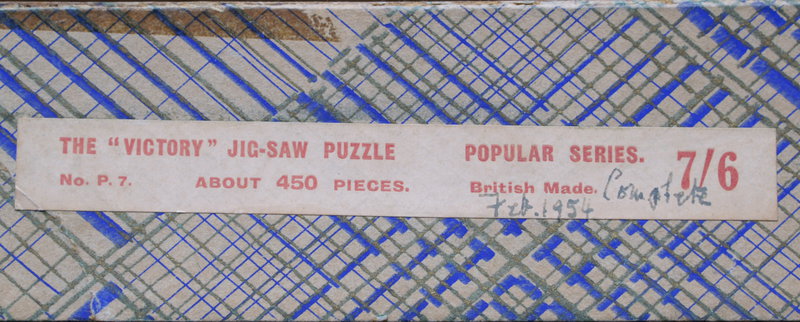 THE "VICTORY" JIG-SAW PUZZLE POPULAR SERIES. 7/6
No. P. 7. ABOUT 450 PIECES. British Made. Complete
Feb. 1954